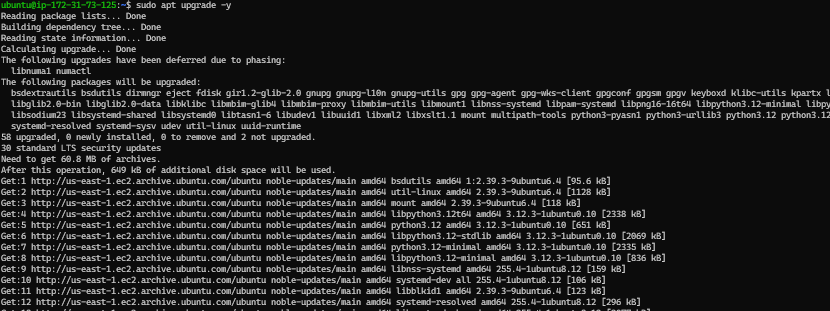 ubuntu@ip-172-31-73-125:~$ sudo apt upgrade -y
Reading package lists... Done
Building dependency tree... Done
Reading state information... Done
Calculating upgrade... Done
The following upgrades have been deferred due to phasing:
  libnuma1 numactl
The following packages will be upgraded:
  bsdextrautils bsdutils dirmngr eject fdisk gir1.2-glib-2.0 gnupg gnupg-l10n gnupg-utils gpg gpg-agent gpg-wks-client gpgconf gpgsm gpgv keyboxd klibc-utils kpartx l
  libglib2.0-bin libglib2.0-data libklibc libmbim-glib4 libmbim-proxy libmbim-utils libmount1 libnss-systemd libpam-systemd libpng16-16t64 libpython3.12-minimal libpy
  libsodium23 libsystemd-shared libsystemd0 libtasn1-6 libudev1 libuuid1 libxml2 libxslt1.1 mount multipath-tools python3-pyasn1 python3-urllib3 python3.12 python3.12
  systemd-resolved systemd-sysv udev util-linux uuid-runtime
58 upgraded, 0 newly installed, 0 to remove and 2 not upgraded.
30 standard LTS security updates
Need to get 60.8 MB of archives.
After this operation, 649 kB of additional disk space will be used.
Get:1 http://us-east-1.ec2.archive.ubuntu.com/ubuntu noble-updates/main amd64 bsdutils amd64 1:2.39.3-9ubuntu6.4 [95.6 kB]
Get:2 http://us-east-1.ec2.archive.ubuntu.com/ubuntu noble-updates/main amd64 util-linux amd64 2.39.3-9ubuntu6.4 [1128 kB]
Get:3 http://us-east-1.ec2.archive.ubuntu.com/ubuntu noble-updates/main amd64 mount amd64 2.39.3-9ubuntu6.4 [118 kB]
Get:4 http://us-east-1.ec2.archive.ubuntu.com/ubuntu noble-updates/main amd64 libpython3.12t64 amd64 3.12.3-1ubuntu0.10 [2338 kB]
Get:5 http://us-east-1.ec2.archive.ubuntu.com/ubuntu noble-updates/main amd64 python3.12 amd64 3.12.3-1ubuntu0.10 [651 kB]
Get:6 http://us-east-1.ec2.archive.ubuntu.com/ubuntu noble-updates/main amd64 libpython3.12-stdlib amd64 3.12.3-1ubuntu0.10 [2069 kB]
Get:7 http://us-east-1.ec2.archive.ubuntu.com/ubuntu noble-updates/main amd64 python3.12-minimal amd64 3.12.3-1ubuntu0.10 [2335 kB]
Get:8 http://us-east-1.ec2.archive.ubuntu.com/ubuntu noble-updates/main amd64 libpython3.12-minimal amd64 3.12.3-1ubuntu0.10 [836 kB]
Get:9 http://us-east-1.ec2.archive.ubuntu.com/ubuntu noble-updates/main amd64 libnss-systemd amd64 255.4-1ubuntu8.12 [159 kB]
Get:10 http://us-east-1.ec2.archive.ubuntu.com/ubuntu noble-updates/main amd64 systemd-dev all 255.4-1ubuntu8.12 [106 kB]
Get:11 http://us-east-1.ec2.archive.ubuntu.com/ubuntu noble-updates/main amd64 libblkid1 amd64 2.39.3-9ubuntu6.4 [123 kB]
Get:12 http://us-east-1.ec2.archive.ubuntu.com/ubuntu noble-updates/main amd64 systemd-resolved amd64 255.4-1ubuntu8.12 [296 kB]